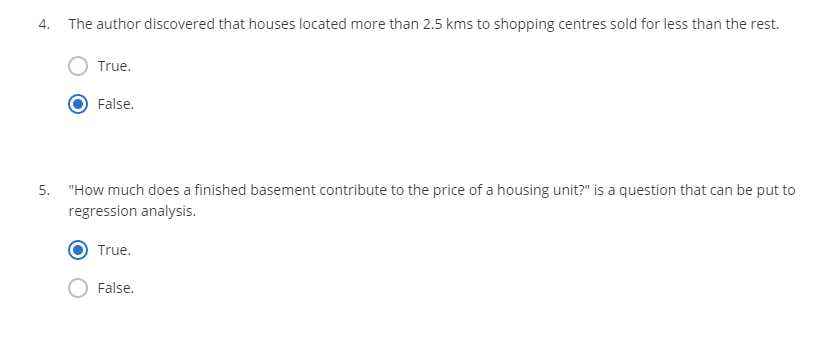 4. The author discovered that houses located more than 2.5 kms to shopping centres sold for less than the rest.
True.
False.
5. "How much does a finished basement contribute to the price of a housing unit?" is a question that can be put to
regression analysis.
True.
False.